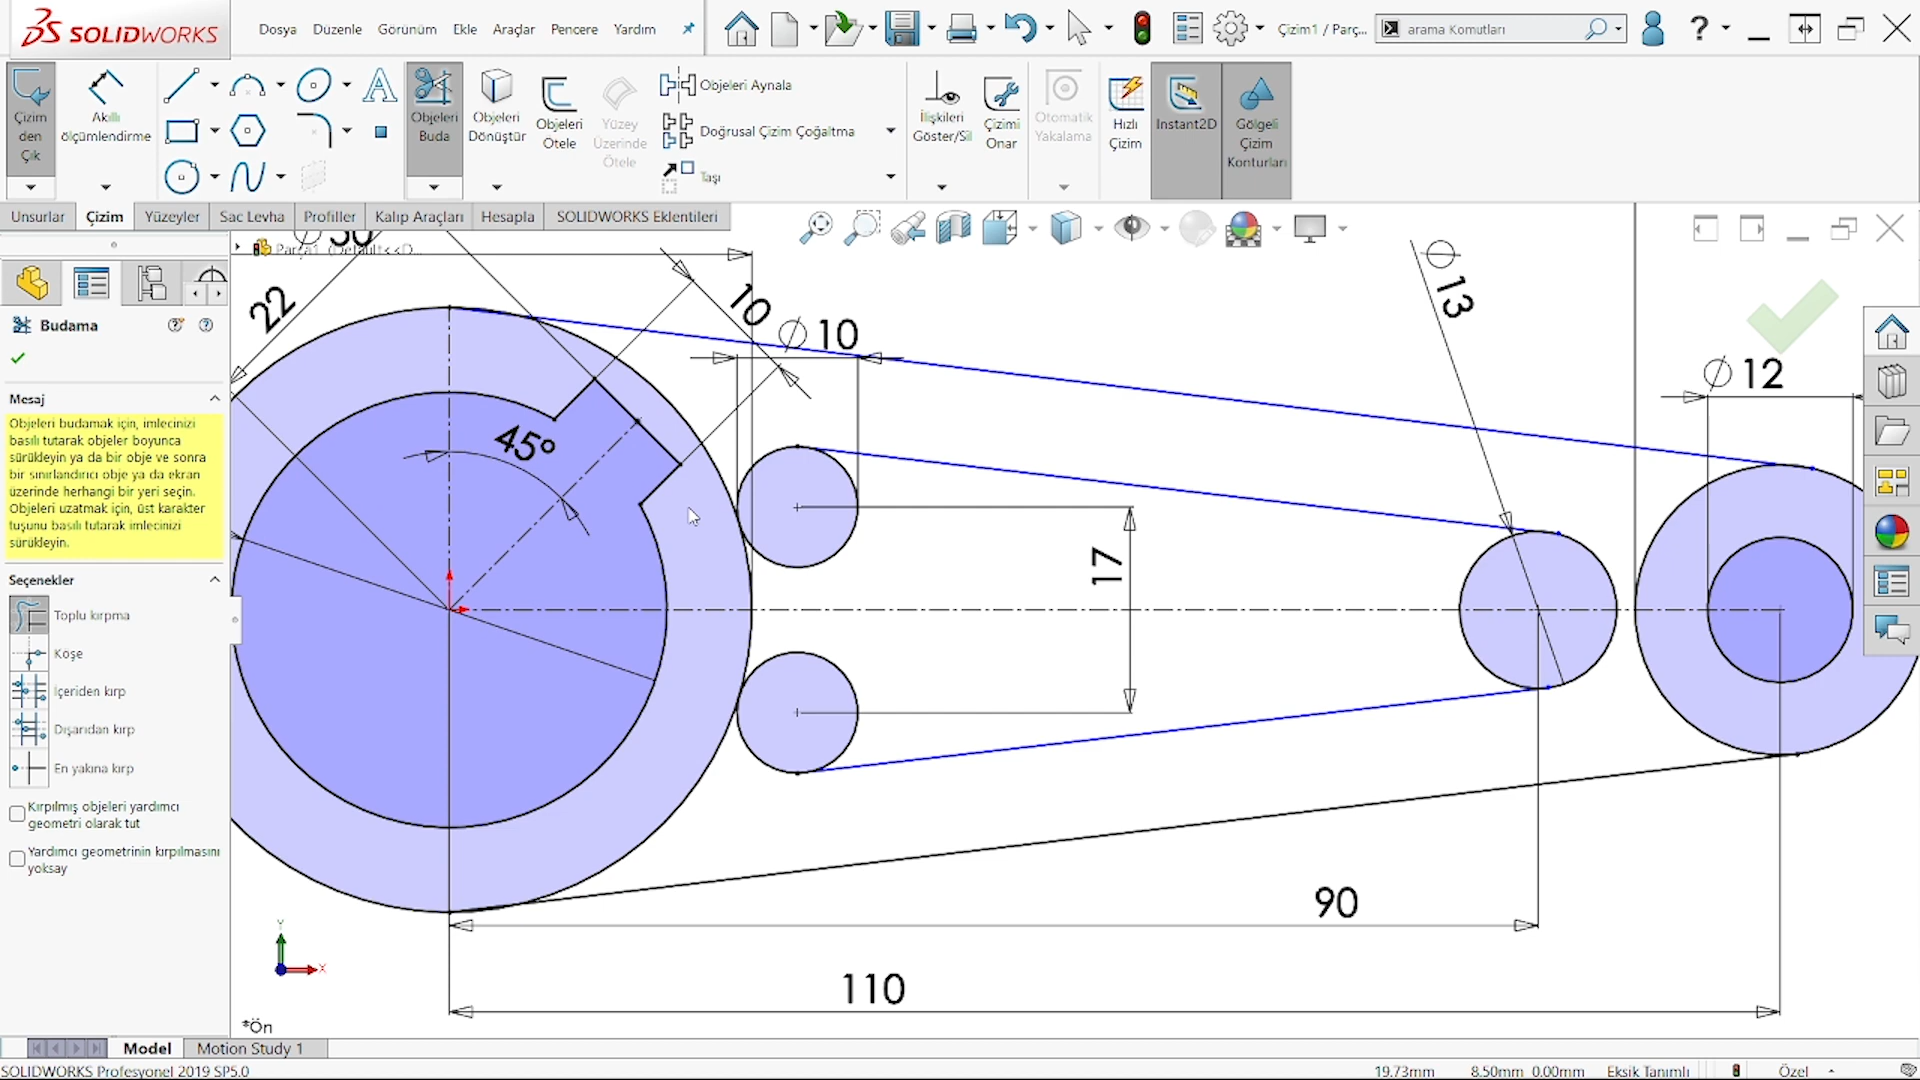 SOLIDWORKS
Dosya Düzenle Görünüm Ekle Araçlar Pencere Yardım
Çizim1 / Parç...
arama Komutları
Çizim
den
Çık
Akıllı
ölçümlendirme
Objeleri
Buda
Objeleri
Dönüştür
Objeleri
Ötele
Yüzey
Üzerinde
Ötele
Objeleri Aynala
Doğrusal Çizim Çoğaltma
Taşı
İlişkileri
Göster/Sil
Çizimi
Onar
Otomatik
Yakalama
Hızlı
Çizim
Instant2D
Gölgeli
Çizim
Konturları
Unsurlar Çizim Yüzeyler Sac Levha Profiller Kalıp Araçları Hesapla SOLIDWORKS Eklentileri
Parça1 (Default<<D...
Budama
Mesaj
Objeleri budamak için, imlecinizi
basılı tutarak objeler boyunca
sürükleyin ya da bir obje ve sonra
bir sınırlandırıcı obje ya da ekran
üzerinde herhangi bir yeri seçin.
Objeleri uzatmak için, üst karakter
tuşunu basılı tutarak imlecinizi
sürükleyin.
Seçenekler
Toplu kırpma
Köşe
İçeriden kırp
Dışarıdan kırp
En yakına kırp
Kırpılmış objeleri yardımcı
geometri olarak tut
Yardımcı geometrinin kırpılmasını
yoksay
22
10
∅ 10
∅ 13
∅ 12
45°
17
90
110
Y
X
*Ön
Model Motion Study 1
SOLIDWORKS Profesyonel 2019 SP5.0
19.73mm 8.50mm 0.00mm Eksik Tanımlı Özel